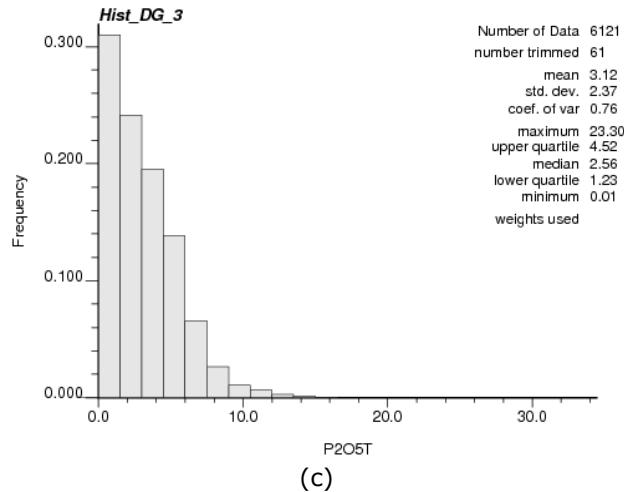 Hist_DG_3
Number of Data 6121
number trimmed 61
mean 3.12
std. dev. 2.37
coef. of var 0.76
maximum 23.30
upper quartile 4.52
median 2.56
lower quartile 1.23
minimum 0.01
weights used
Frequency
0.300
0.200
0.100
0.000
0.0 10.0 20.0 30.0
P2O5T
(c)